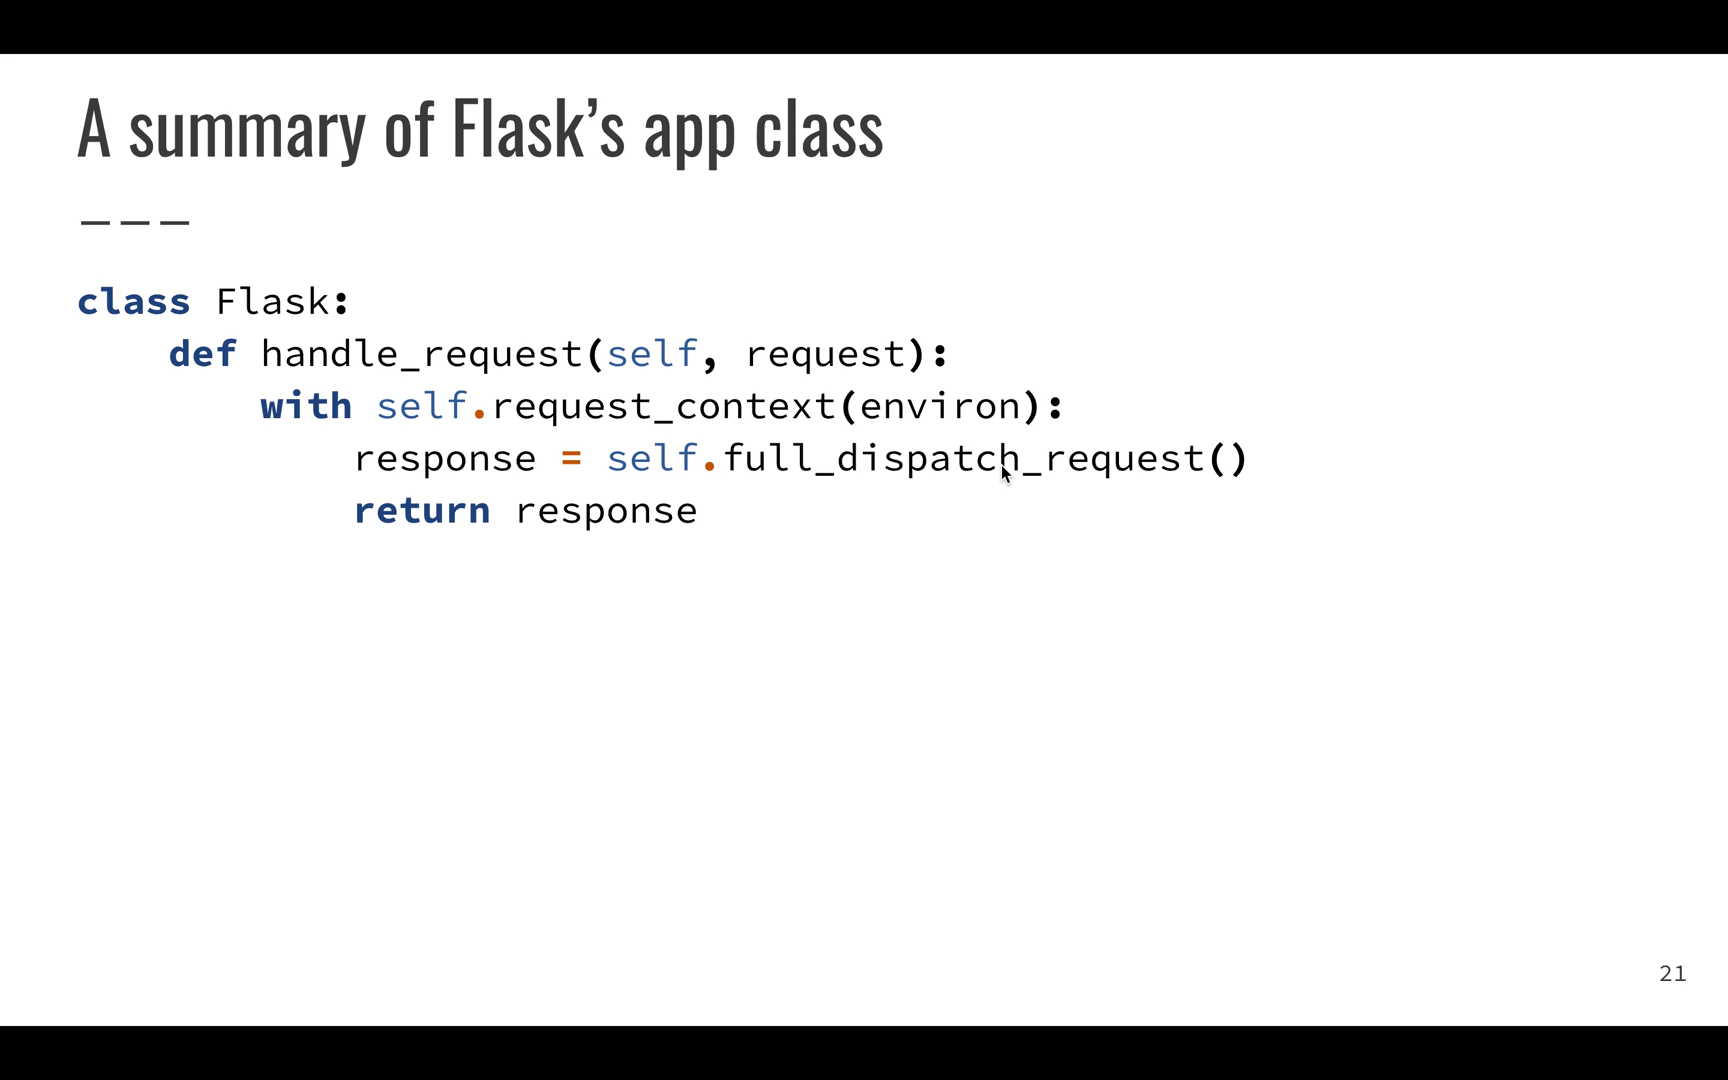 A summary of Flask’s app class
———
class Flask:
    def handle_request(self, request):
        with self.request_context(environ):
            response = self.full_dispatch_request()
            return response
21